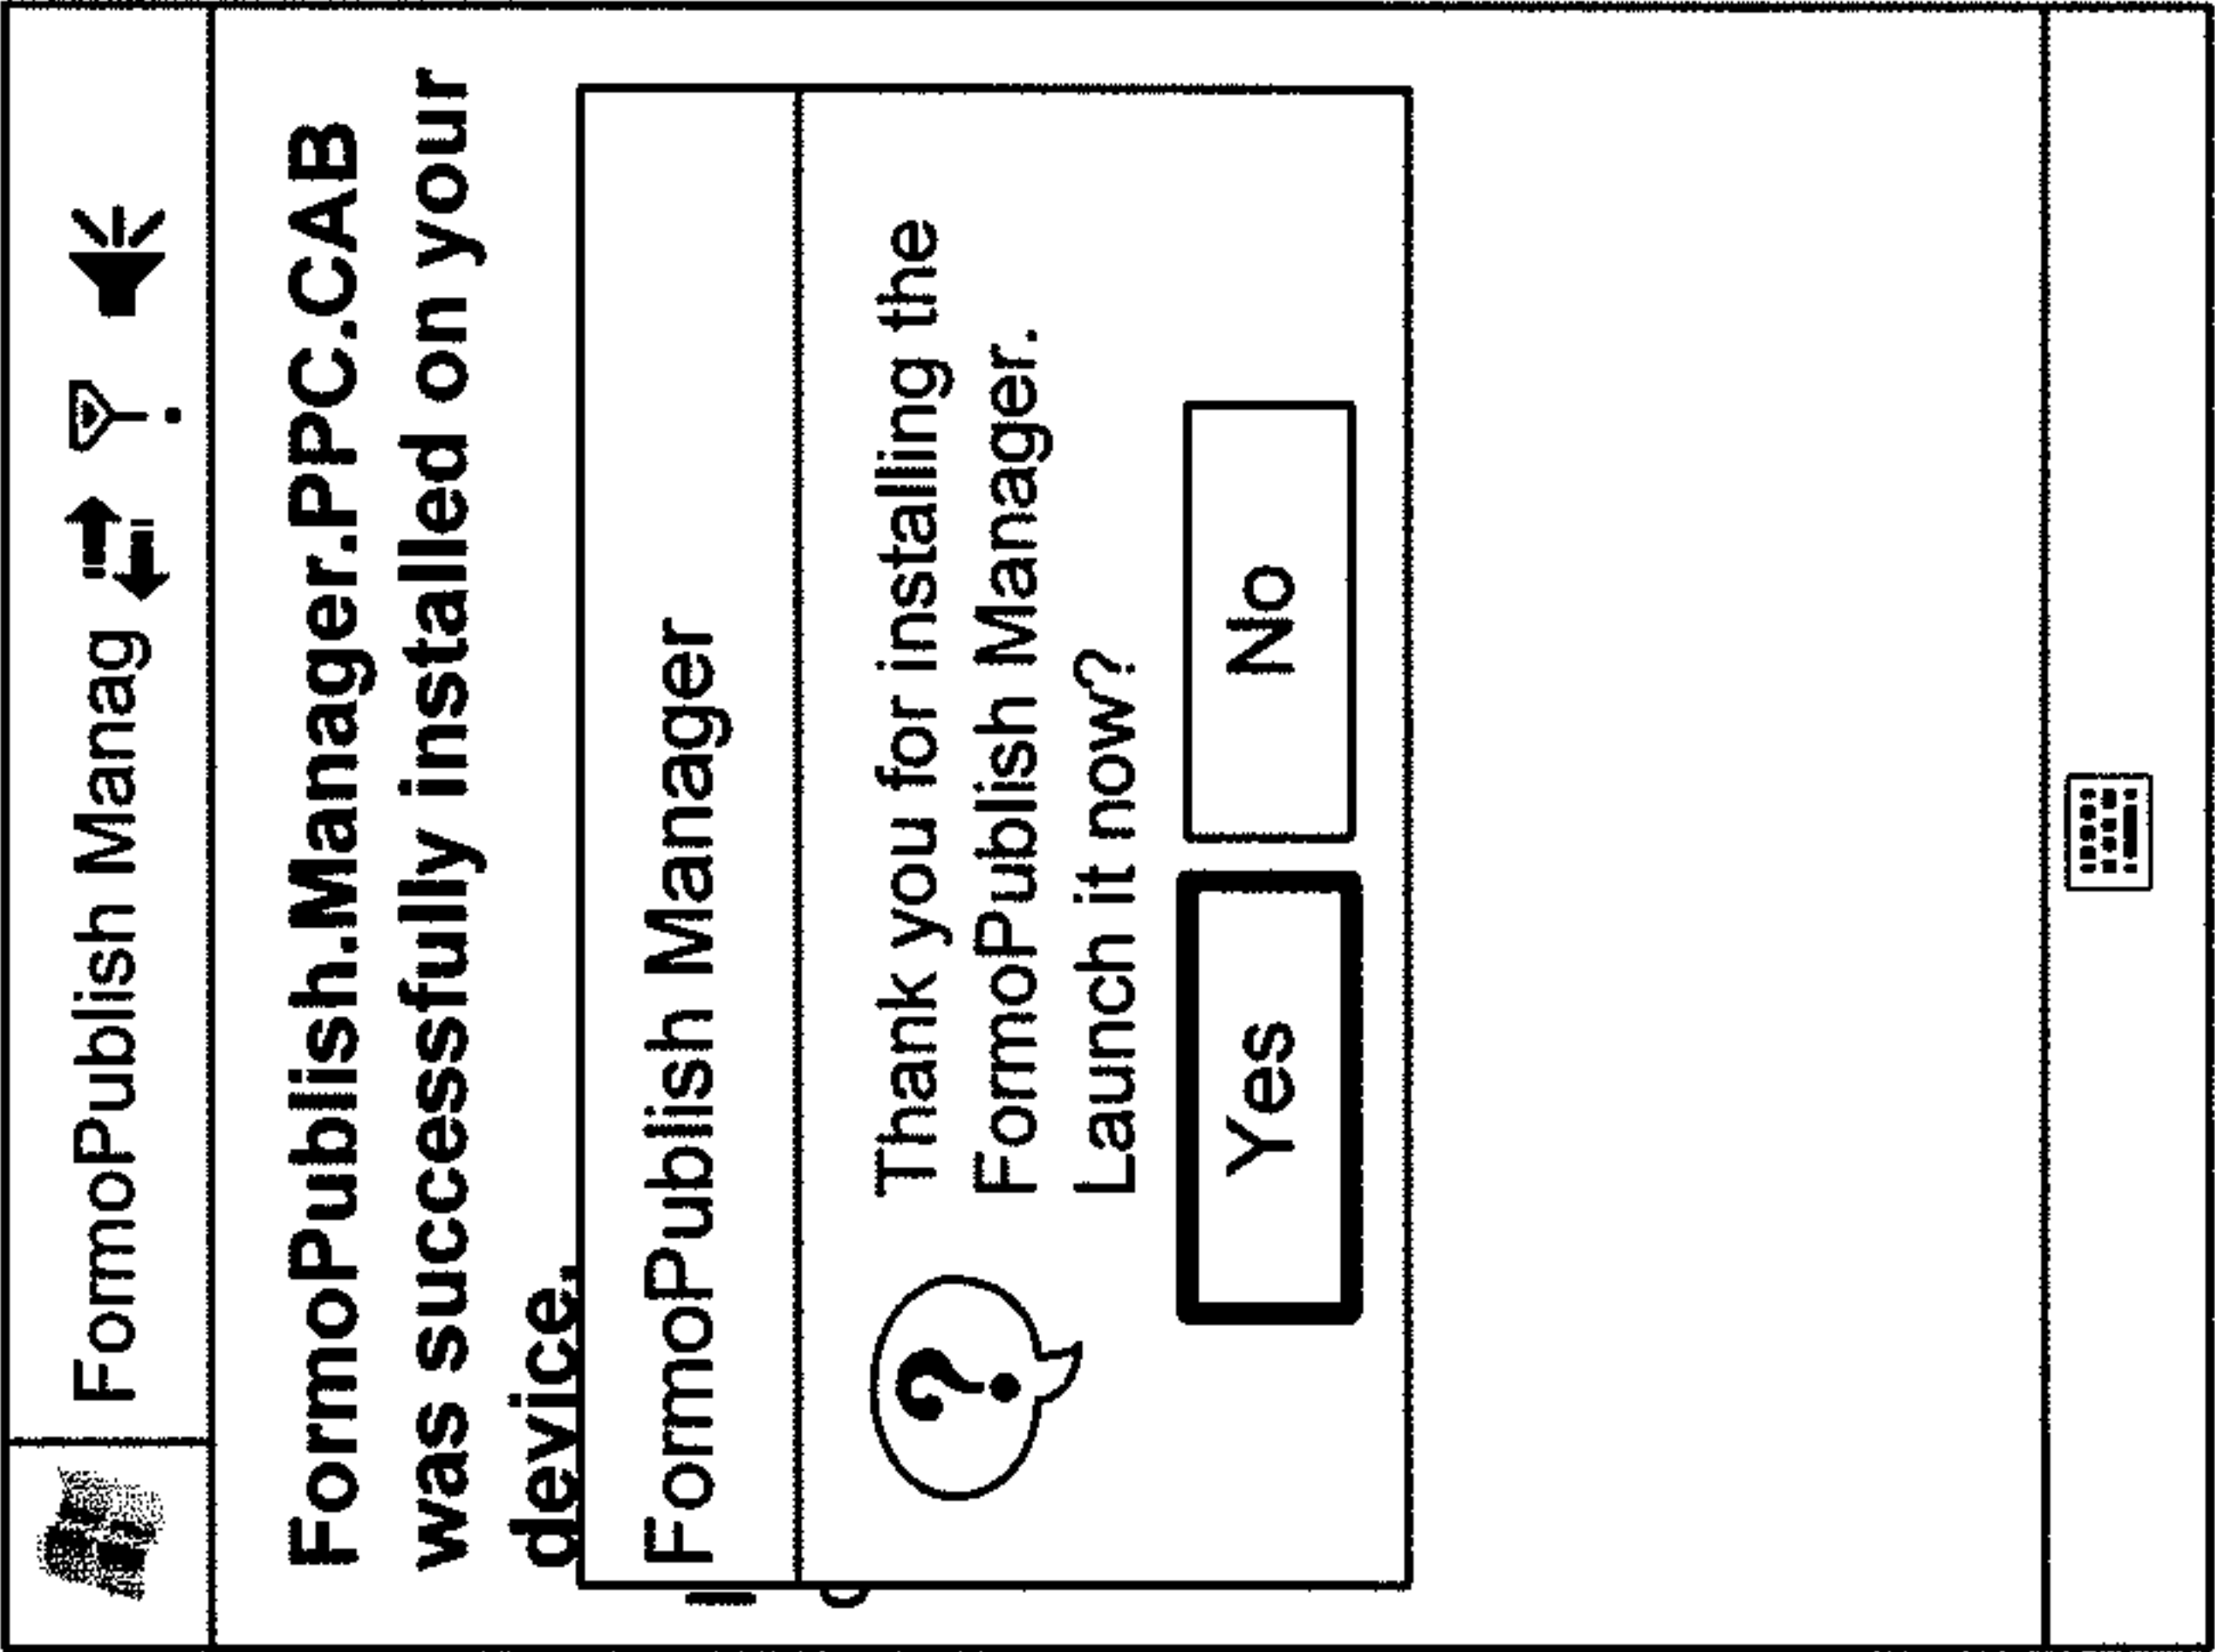 FormoPublish Manag
FormoPublish.Manager.PPC.CAB
was successfully installed on your
device.
FormoPublish Manager
Thank you for installing the
FormoPublish Manager.
Launch it now?
Yes
No